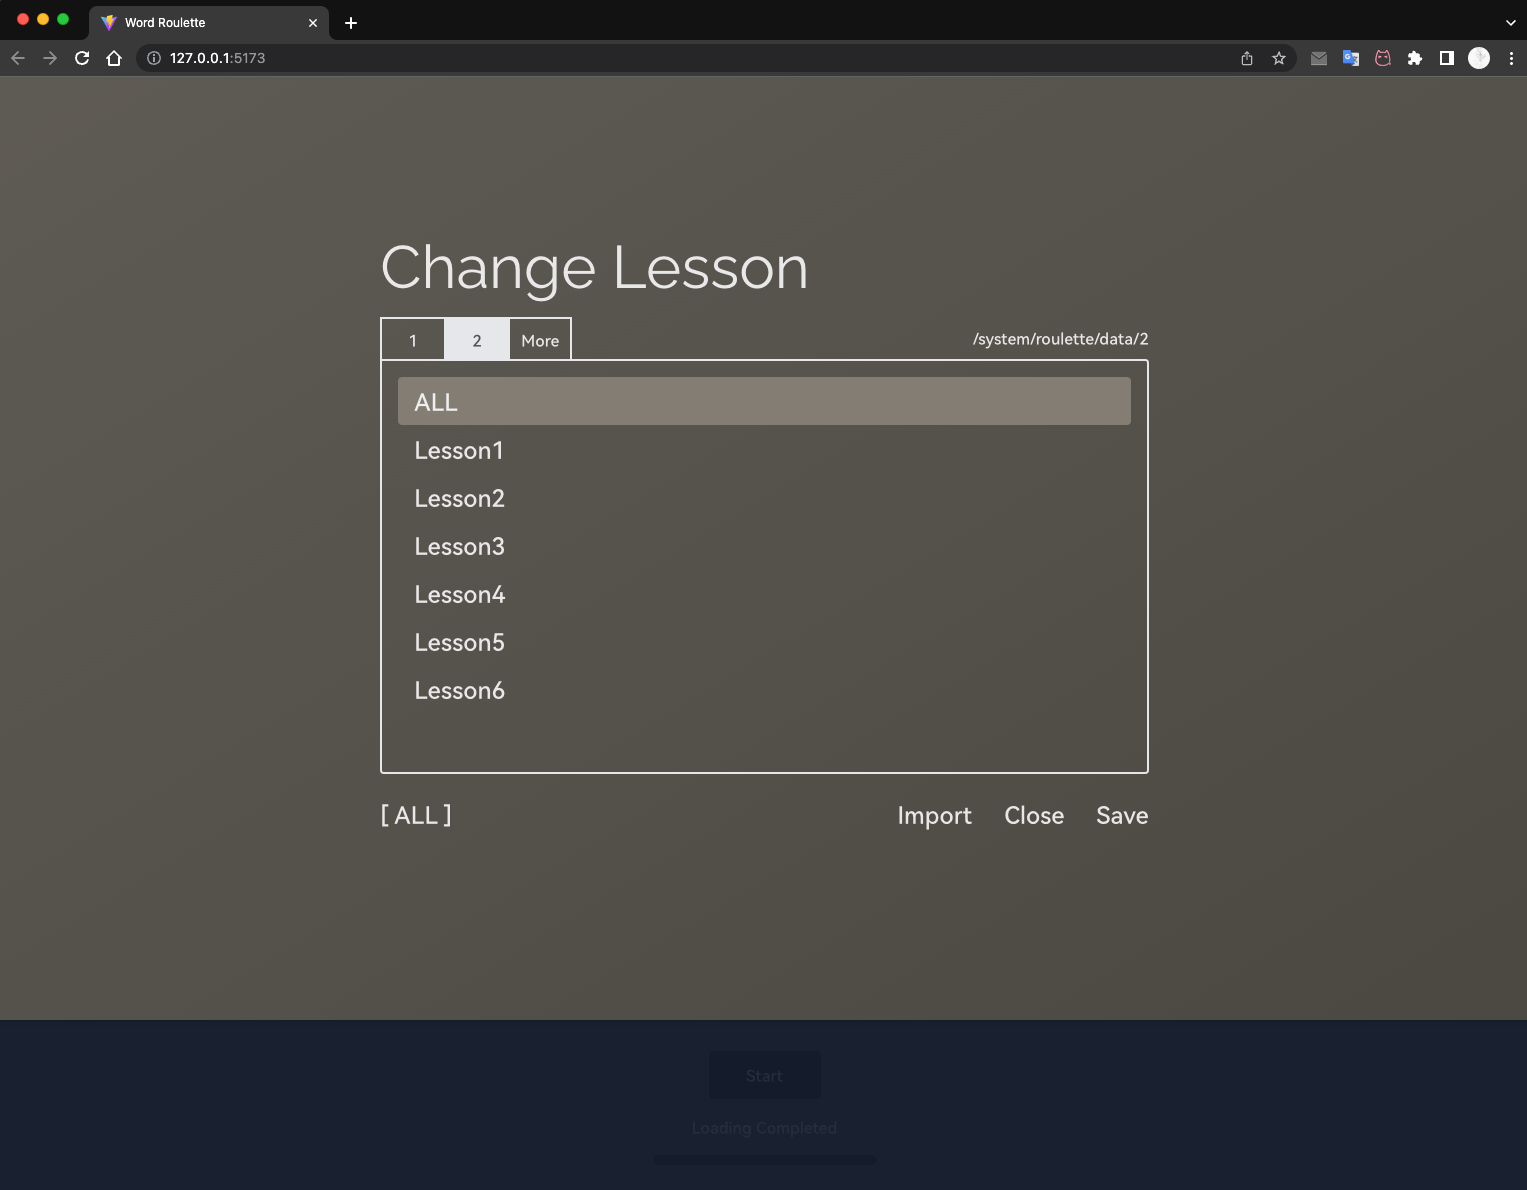 Word Roulette
127.0.0.1:5173
Change Lesson
1 2 More /system/roulette/data/2
ALL
Lesson1
Lesson2
Lesson3
Lesson4
Lesson5
Lesson6
[ ALL ] Import Close Save
Start
Loading Completed